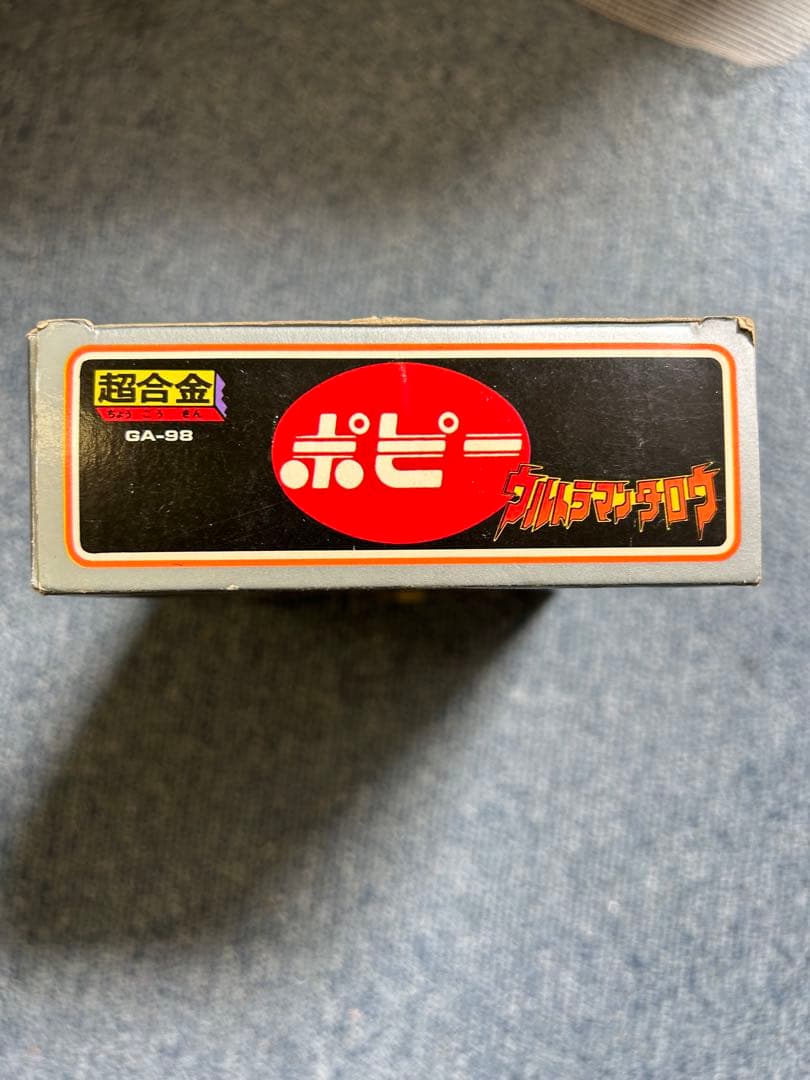 超合金
ちょう ごう きん
GA-98
ポピー
ウルトラマンタロウ